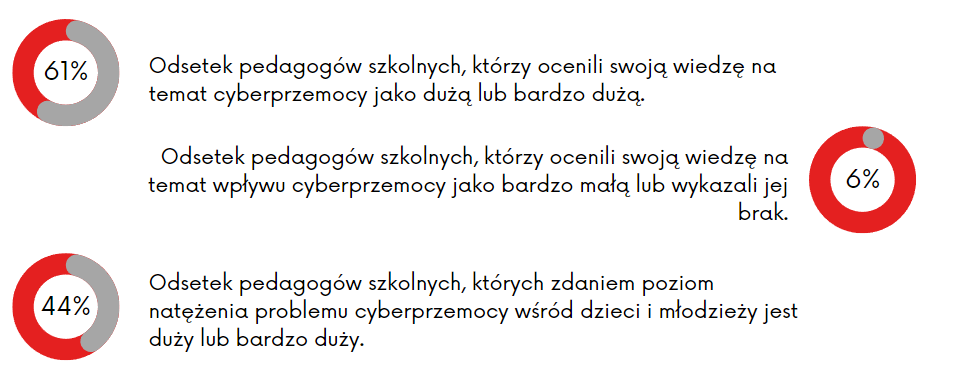 61%
Odsetek pedagogów szkolnych, którzy ocenili swoją wiedzę na
temat cyberprzemocy jako dużą lub bardzo dużą.
Odsetek pedagogów szkolnych, którzy ocenili swoją wiedzę na
temat wpływu cyberprzemocy jako bardzo małą lub wykazali jej
brak.
6%
44%
Odsetek pedagogów szkolnych, których zdaniem poziom
natężenia problemu cyberprzemocy wśród dzieci i młodzieży jest
duży lub bardzo duży.